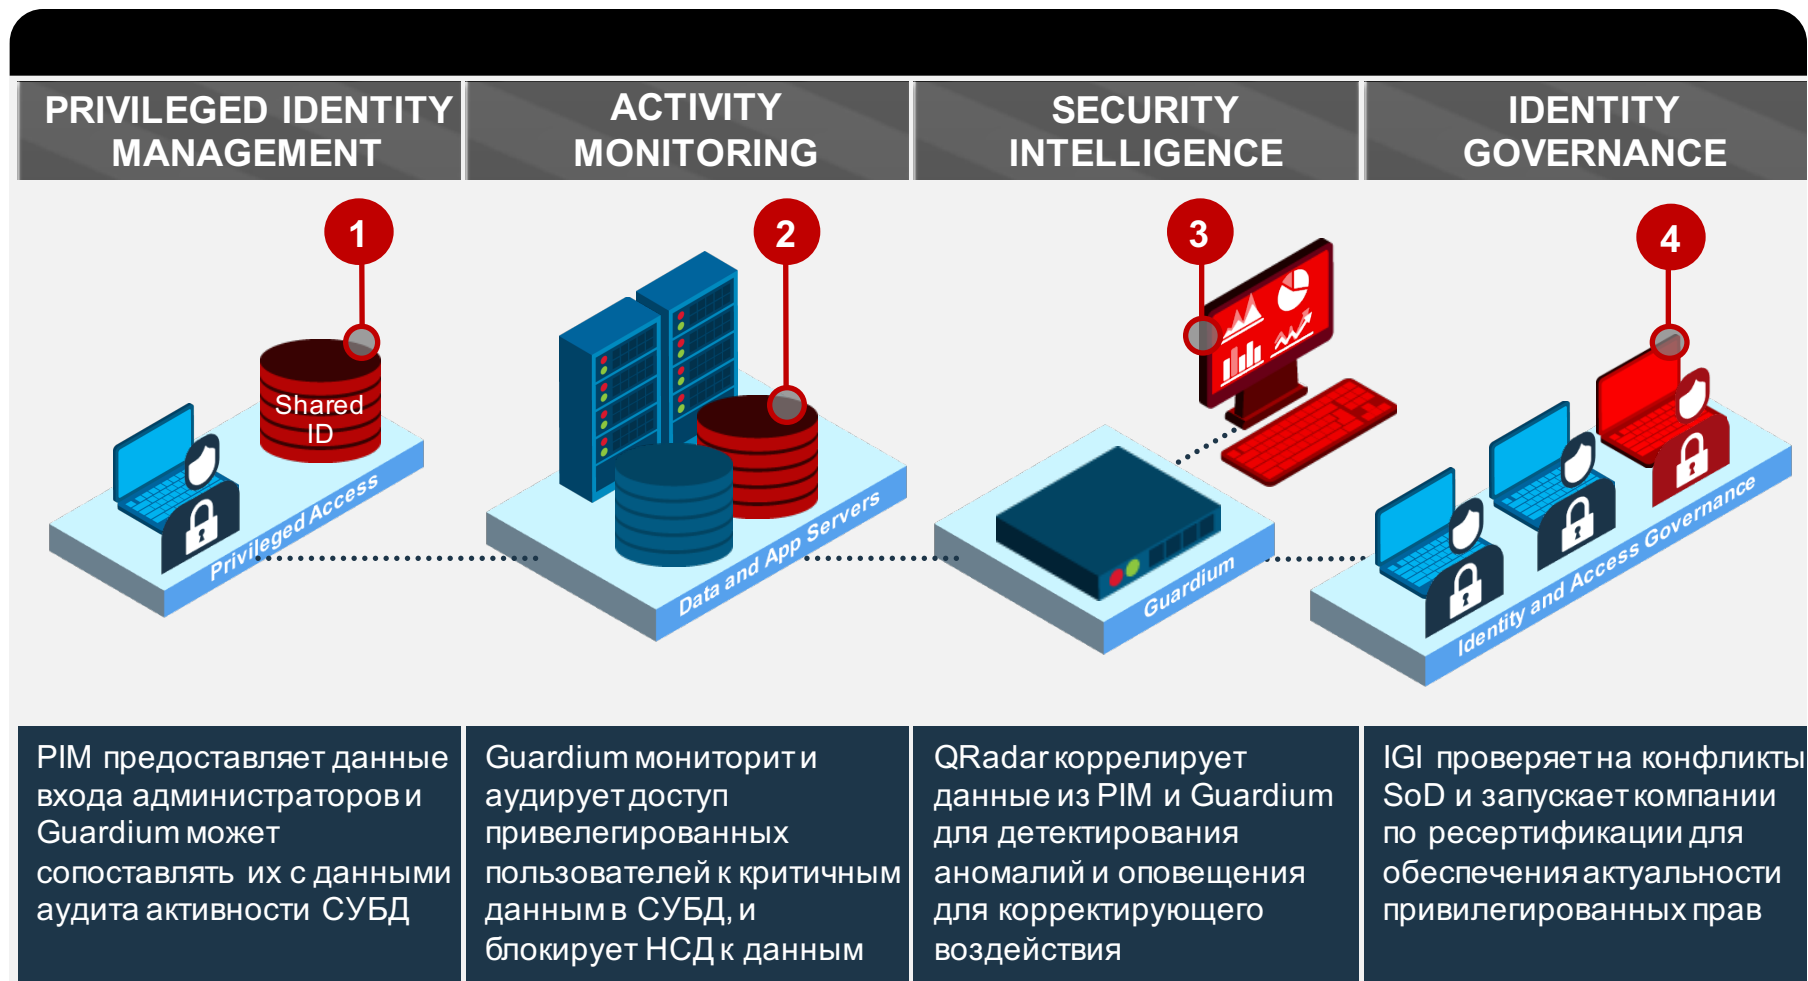 PRIVILEGED IDENTITY
MANAGEMENT
ACTIVITY
MONITORING
SECURITY
INTELLIGENCE
IDENTITY
GOVERNANCE
1
2
3
4
Shared
ID
Privileged Access
Data and App Servers
Guardium
Identity and Access Governance
PIM предоставляет данные
входа администраторов и
Guardium может
сопоставлять их с данными
аудита активности СУБД
Guardium мониторит и
аудирует доступ
привелегированных
пользователей к критичным
данным в СУБД, и
блокирует НСД к данным
QRadar коррелирует
данные из PIM и Guardium
для детектирования
аномалий и оповещения
для корректирующего
воздействия
IGI проверяет на конфликты
SoD и запускает компании
по ресертификации для
обеспечения актуальности
привилегированных прав